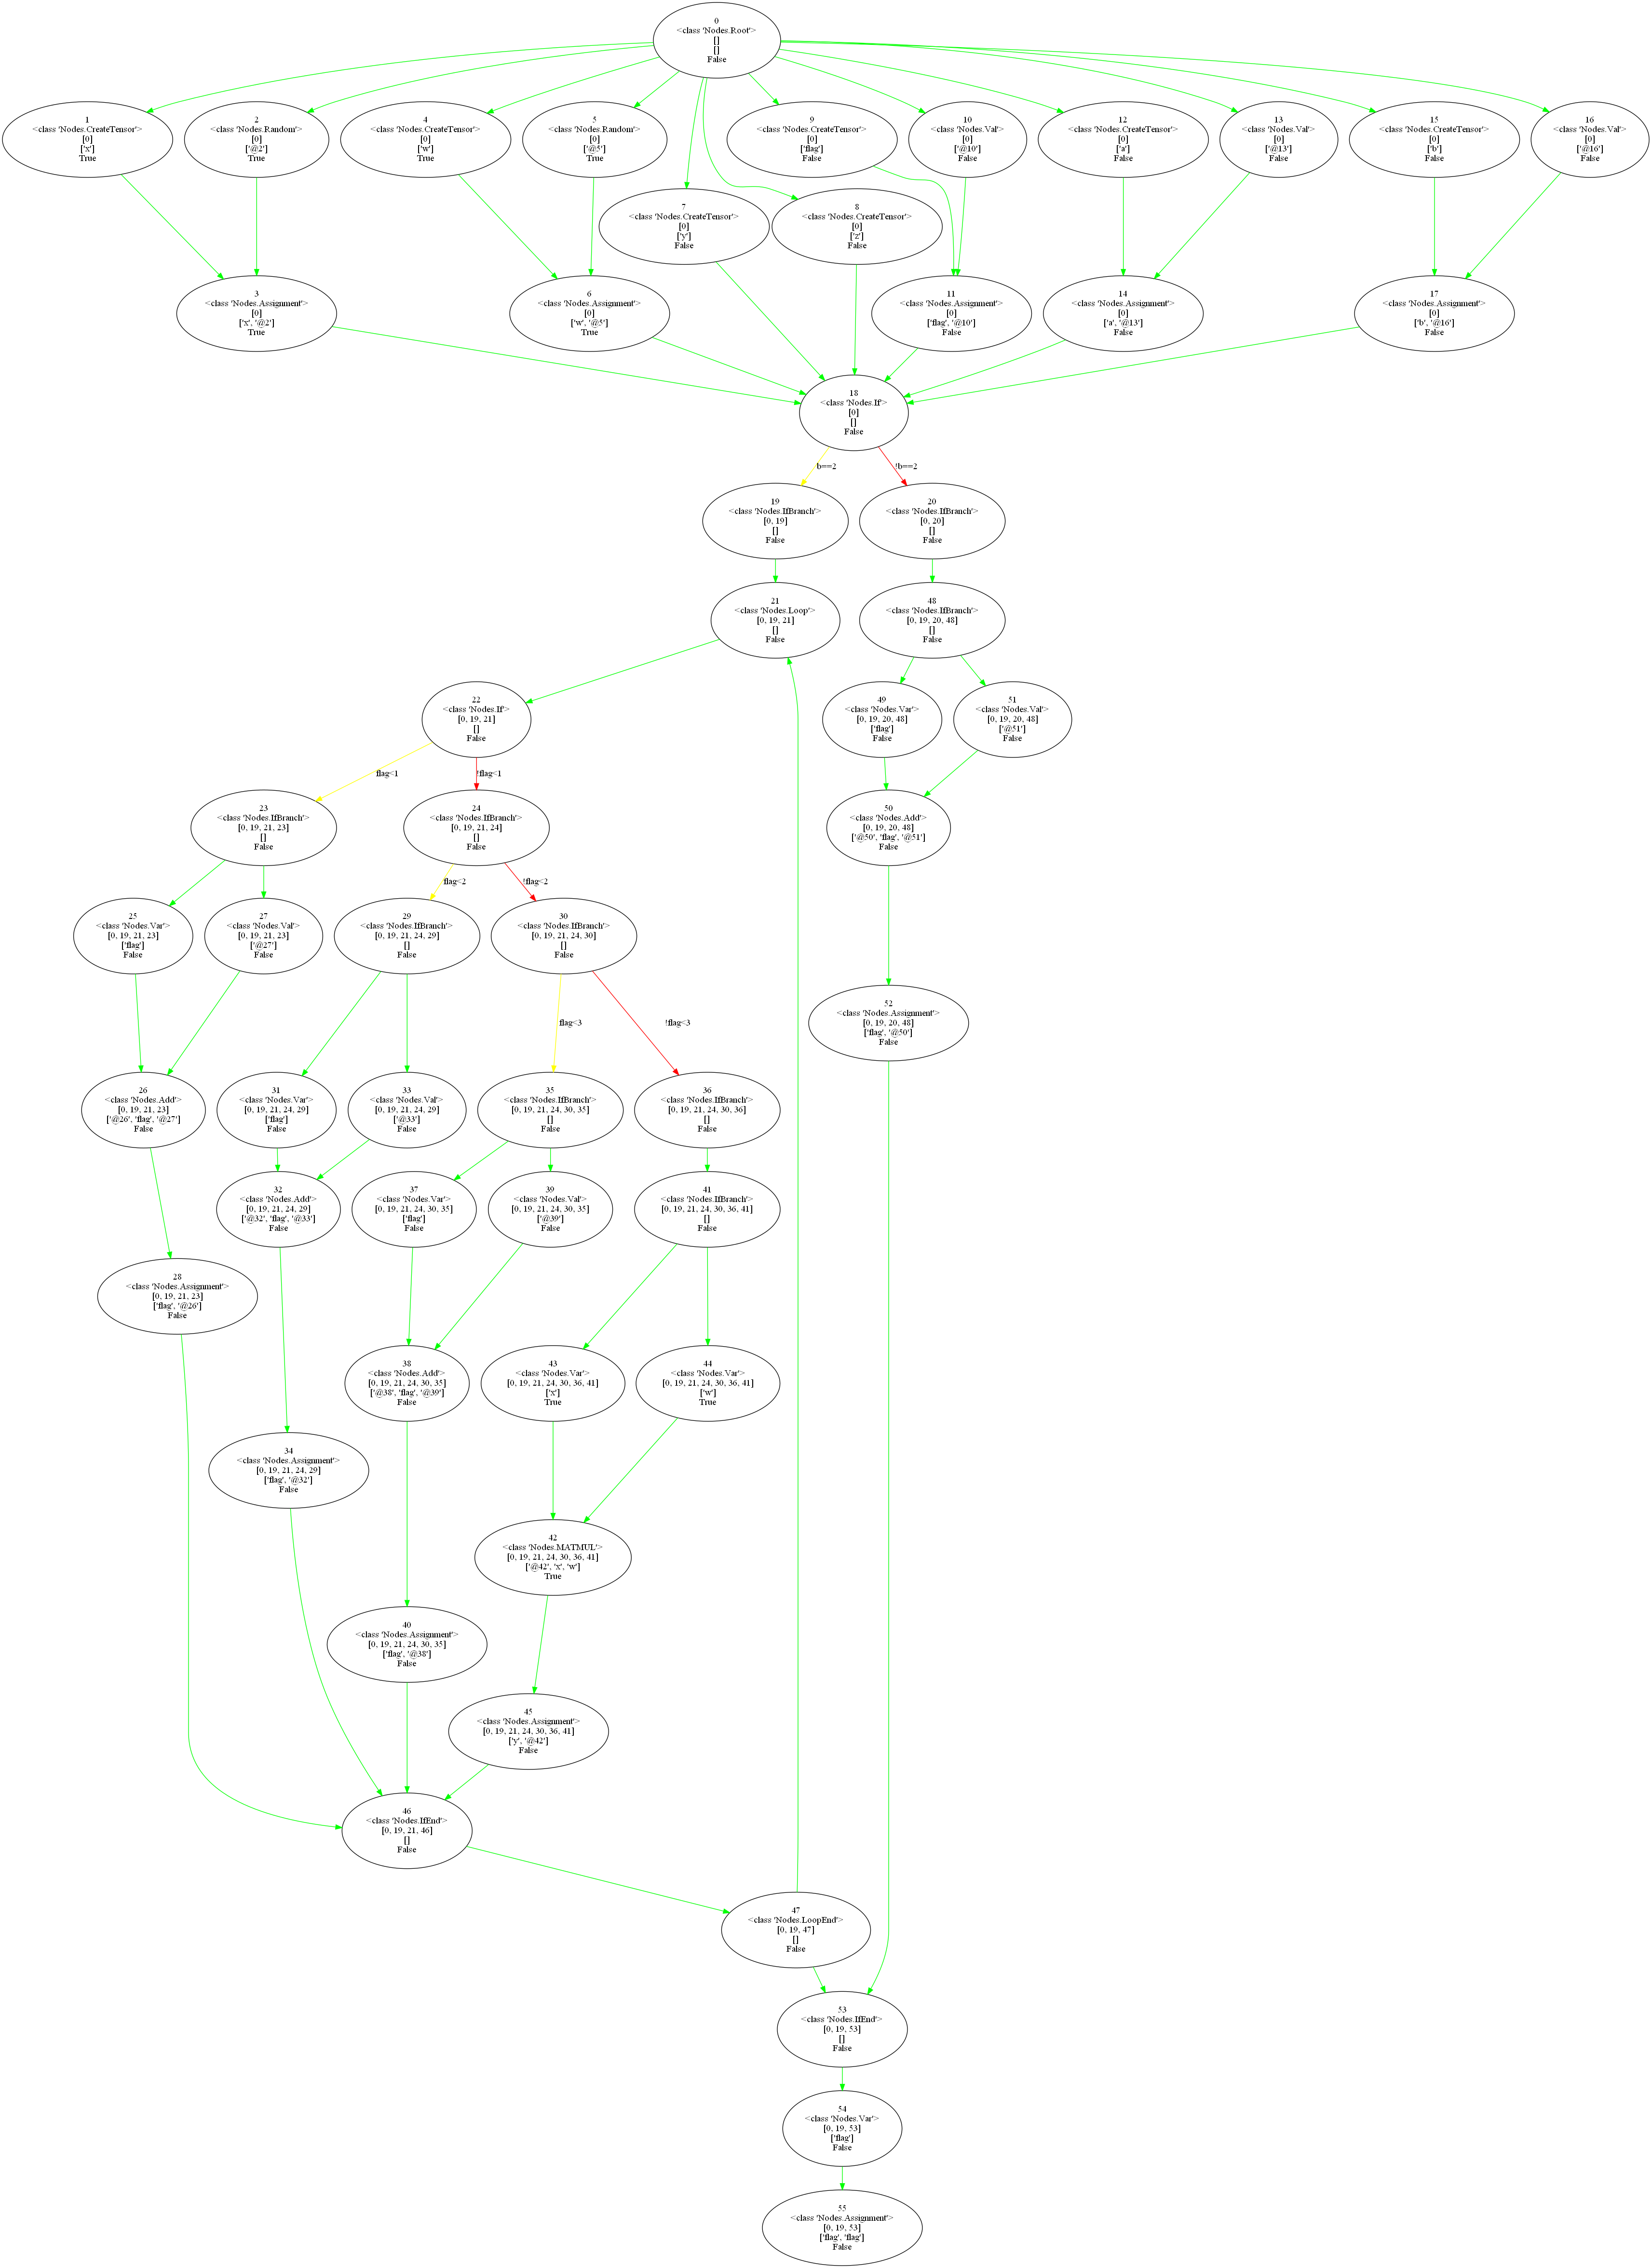 0
<class 'Nodes.Root'>
[]
[]
False
1
<class 'Nodes.CreateTensor'>
[0]
['x']
True
2
<class 'Nodes.Random'>
[0]
['@2']
True
4
<class 'Nodes.CreateTensor'>
[0]
['w']
True
5
<class 'Nodes.Random'>
[0]
['@5']
True
9
<class 'Nodes.CreateTensor'>
[0]
['flag']
False
10
<class 'Nodes.Val'>
[0]
['@10']
False
12
<class 'Nodes.CreateTensor'>
[0]
['a']
False
13
<class 'Nodes.Val'>
[0]
['@13']
False
15
<class 'Nodes.CreateTensor'>
[0]
['b']
False
16
<class 'Nodes.Val'>
[0]
['@16']
False
7
<class 'Nodes.CreateTensor'>
[0]
['y']
False
8
<class 'Nodes.CreateTensor'>
[0]
['z']
False
3
<class 'Nodes.Assignment'>
[0]
['x', '@2']
True
6
<class 'Nodes.Assignment'>
[0]
['w', '@5']
True
11
<class 'Nodes.Assignment'>
[0]
['flag', '@10']
False
14
<class 'Nodes.Assignment'>
[0]
['a', '@13']
False
17
<class 'Nodes.Assignment'>
[0]
['b', '@16']
False
18
<class 'Nodes.If'>
[0]
[]
False
b==2
!b==2
19
<class 'Nodes.IfBranch'>
[0, 19]
[]
False
20
<class 'Nodes.IfBranch'>
[0, 20]
[]
False
21
<class 'Nodes.Loop'>
[0, 19, 21]
[]
False
48
<class 'Nodes.IfBranch'>
[0, 19, 20, 48]
[]
False
22
<class 'Nodes.If'>
[0, 19, 21]
[]
False
49
<class 'Nodes.Var'>
[0, 19, 20, 48]
['flag']
False
51
<class 'Nodes.Val'>
[0, 19, 20, 48]
['@51']
False
flag<1
!flag<1
23
<class 'Nodes.IfBranch'>
[0, 19, 21, 23]
[]
False
24
<class 'Nodes.IfBranch'>
[0, 19, 21, 24]
[]
False
50
<class 'Nodes.Add'>
[0, 19, 20, 48]
['@50', 'flag', '@51']
False
flag<2
!flag<2
25
<class 'Nodes.Var'>
[0, 19, 21, 23]
['flag']
False
27
<class 'Nodes.Val'>
[0, 19, 21, 23]
['@27']
False
29
<class 'Nodes.IfBranch'>
[0, 19, 21, 24, 29]
[]
False
30
<class 'Nodes.IfBranch'>
[0, 19, 21, 24, 30]
[]
False
52
<class 'Nodes.Assignment'>
[0, 19, 20, 48]
['flag', '@50']
False
flag<3
!flag<3
26
<class 'Nodes.Add'>
[0, 19, 21, 23]
['@26', 'flag', '@27']
False
31
<class 'Nodes.Var'>
[0, 19, 21, 24, 29]
['flag']
False
33
<class 'Nodes.Val'>
[0, 19, 21, 24, 29]
['@33']
False
35
<class 'Nodes.IfBranch'>
[0, 19, 21, 24, 30, 35]
[]
False
36
<class 'Nodes.IfBranch'>
[0, 19, 21, 24, 30, 36]
[]
False
32
<class 'Nodes.Add'>
[0, 19, 21, 24, 29]
['@32', 'flag', '@33']
False
37
<class 'Nodes.Var'>
[0, 19, 21, 24, 30, 35]
['flag']
False
39
<class 'Nodes.Val'>
[0, 19, 21, 24, 30, 35]
['@39']
False
41
<class 'Nodes.IfBranch'>
[0, 19, 21, 24, 30, 36, 41]
[]
False
28
<class 'Nodes.Assignment'>
[0, 19, 21, 23]
['flag', '@26']
False
38
<class 'Nodes.Add'>
[0, 19, 21, 24, 30, 35]
['@38', 'flag', '@39']
False
43
<class 'Nodes.Var'>
[0, 19, 21, 24, 30, 36, 41]
['x']
True
44
<class 'Nodes.Var'>
[0, 19, 21, 24, 30, 36, 41]
['w']
True
34
<class 'Nodes.Assignment'>
[0, 19, 21, 24, 29]
['flag', '@32']
False
42
<class 'Nodes.MATMUL'>
[0, 19, 21, 24, 30, 36, 41]
['@42', 'x', 'w']
True
40
<class 'Nodes.Assignment'>
[0, 19, 21, 24, 30, 35]
['flag', '@38']
False
45
<class 'Nodes.Assignment'>
[0, 19, 21, 24, 30, 36, 41]
['y', '@42']
False
46
<class 'Nodes.IfEnd'>
[0, 19, 21, 46]
[]
False
47
<class 'Nodes.LoopEnd'>
[0, 19, 47]
[]
False
53
<class 'Nodes.IfEnd'>
[0, 19, 53]
[]
False
54
<class 'Nodes.Var'>
[0, 19, 53]
['flag']
False
55
<class 'Nodes.Assignment'>
[0, 19, 53]
['flag', 'flag']
False